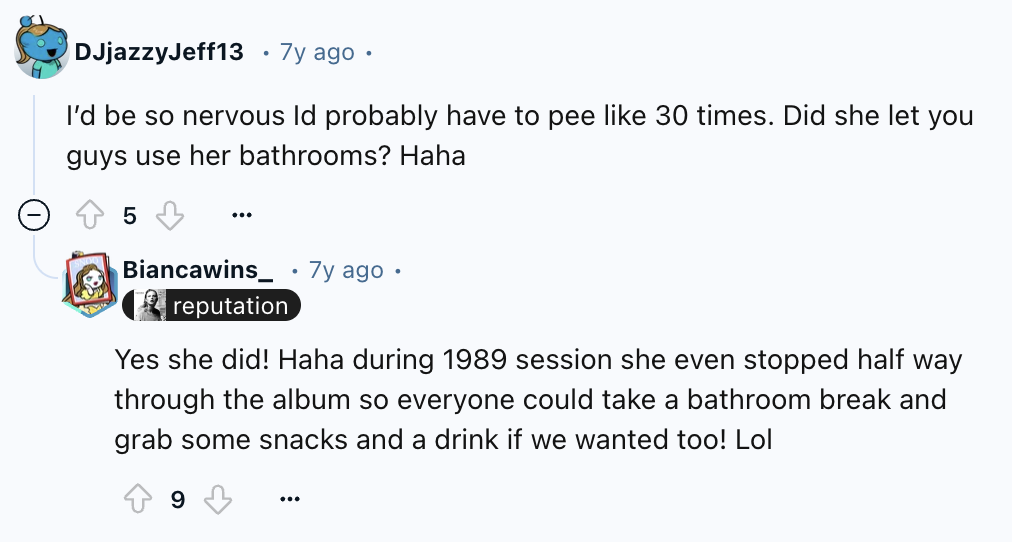 DJjazzyJeff13 • 7y ago •
I’d be so nervous Id probably have to pee like 30 times. Did she let you
guys use her bathrooms? Haha
5
Biancawins_ • 7y ago •
reputation
Yes she did! Haha during 1989 session she even stopped half way
through the album so everyone could take a bathroom break and
grab some snacks and a drink if we wanted too! Lol
9